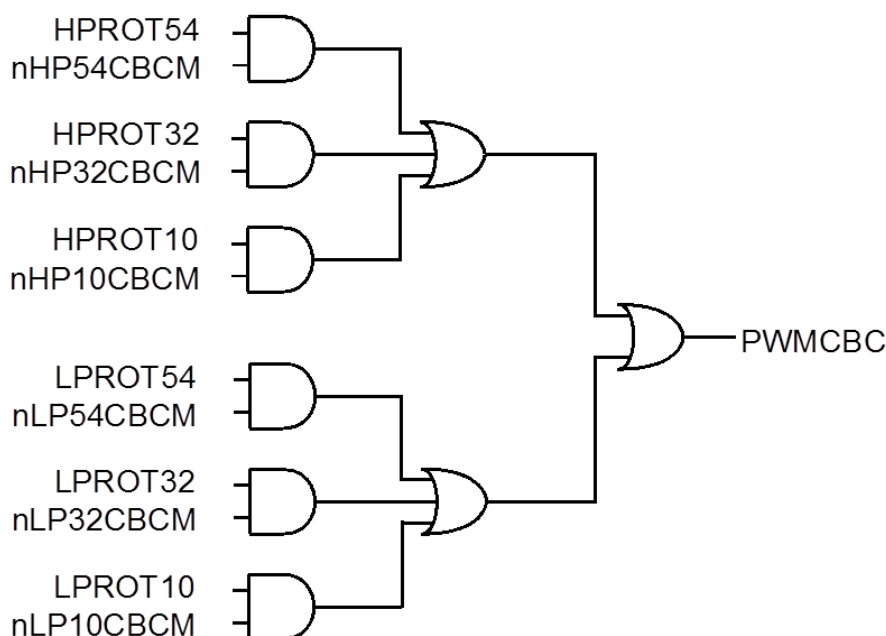 HPROT54
nHP54CBCM
HPROT32
nHP32CBCM
HPROT10
nHP10CBCM
PWMCBC
LPROT54
nLP54CBCM
LPROT32
nLP32CBCM
LPROT10
nLP10CBCM